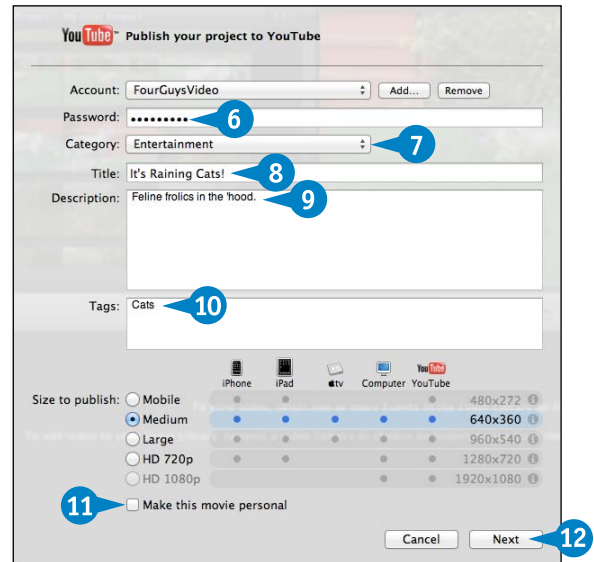 YouTube™ Publish your project to YouTube
Account: FourGuysVideo Add... Remove
Password: ••••••••• 6
Category: Entertainment 7
Title: It's Raining Cats! 8
Description: Feline frolics in the 'hood. 9
Tags: Cats 10
iPhone iPad tv Computer YouTube
Size to publish: Mobile 480x272
Medium 640x360
Large 960x540
HD 720p 1280x720
HD 1080p 1920x1080
11 Make this movie personal
Cancel Next 12